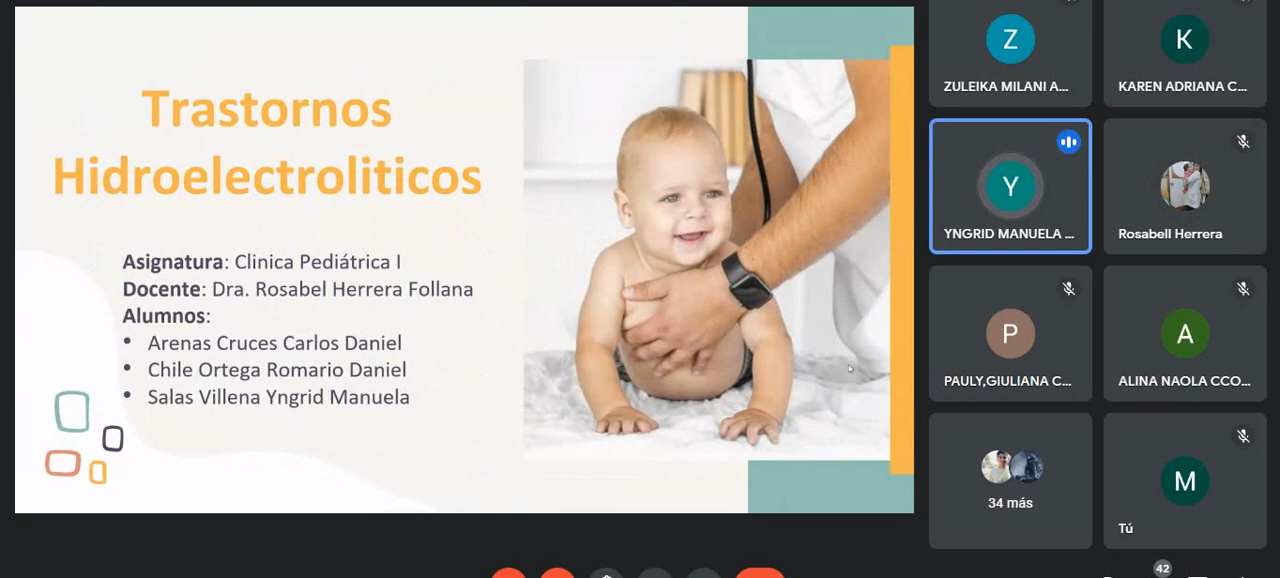 Trastornos
Hidroelectroliticos
Asignatura: Clinica Pediátrica I
Docente: Dra. Rosabel Herrera Follana
Alumnos:
• Arenas Cruces Carlos Daniel
• Chile Ortega Romario Daniel
• Salas Villena Yngrid Manuela
Z
ZULEIKA MILANI A...
K
KAREN ADRIANA C...
Y
YNGRID MANUELA ...
Rosabell Herrera
P
PAULY,GIULIANA C...
A
ALINA NAOLA CCO...
34 más
M
Tú
42